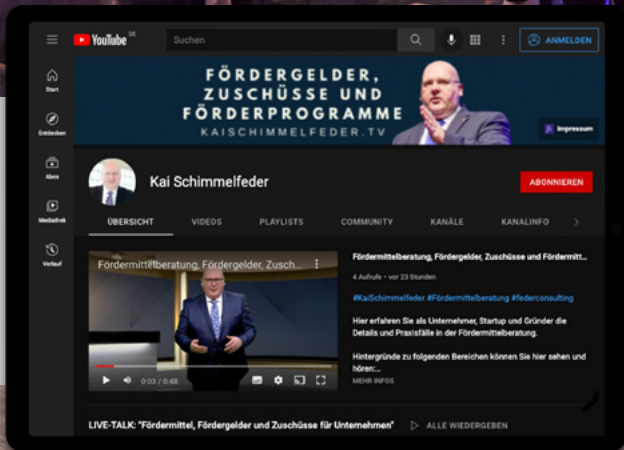 YouTube DE
Suchen
ANMELDEN
Start
Entdecken
Abos
Mediathek
Verlauf
FÖRDERGELDER,
ZUSCHÜSSE UND
FÖRDERPROGRAMME
KAISCHIMMELFEDER.TV
Impressum
Kai Schimmelfeder
ABONNIEREN
ÜBERSICHT VIDEOS PLAYLISTS COMMUNITY KANÄLE KANALINFO
Fördermittelberatung, Fördergelder, Zusch...
0:03 / 0:48
Fördermittelberatung, Fördergelder, Zuschüsse und Fördermitt...
4 Aufrufe • vor 23 Stunden
#KaiSchimmelfeder #Fördermittelberatung #federconsulting
Hier erfahren Sie als Unternehmer, Startup und Gründer die
Details und Praxisfälle in der Fördermittelberatung.
Hintergründe zu folgenden Bereichen können Sie hier sehen und
hören:...
MEHR INFOS
LIVE-TALK: "Fördermittel, Fördergelder und Zuschüsse für Unternehmen" ALLE WIEDERGEBEN